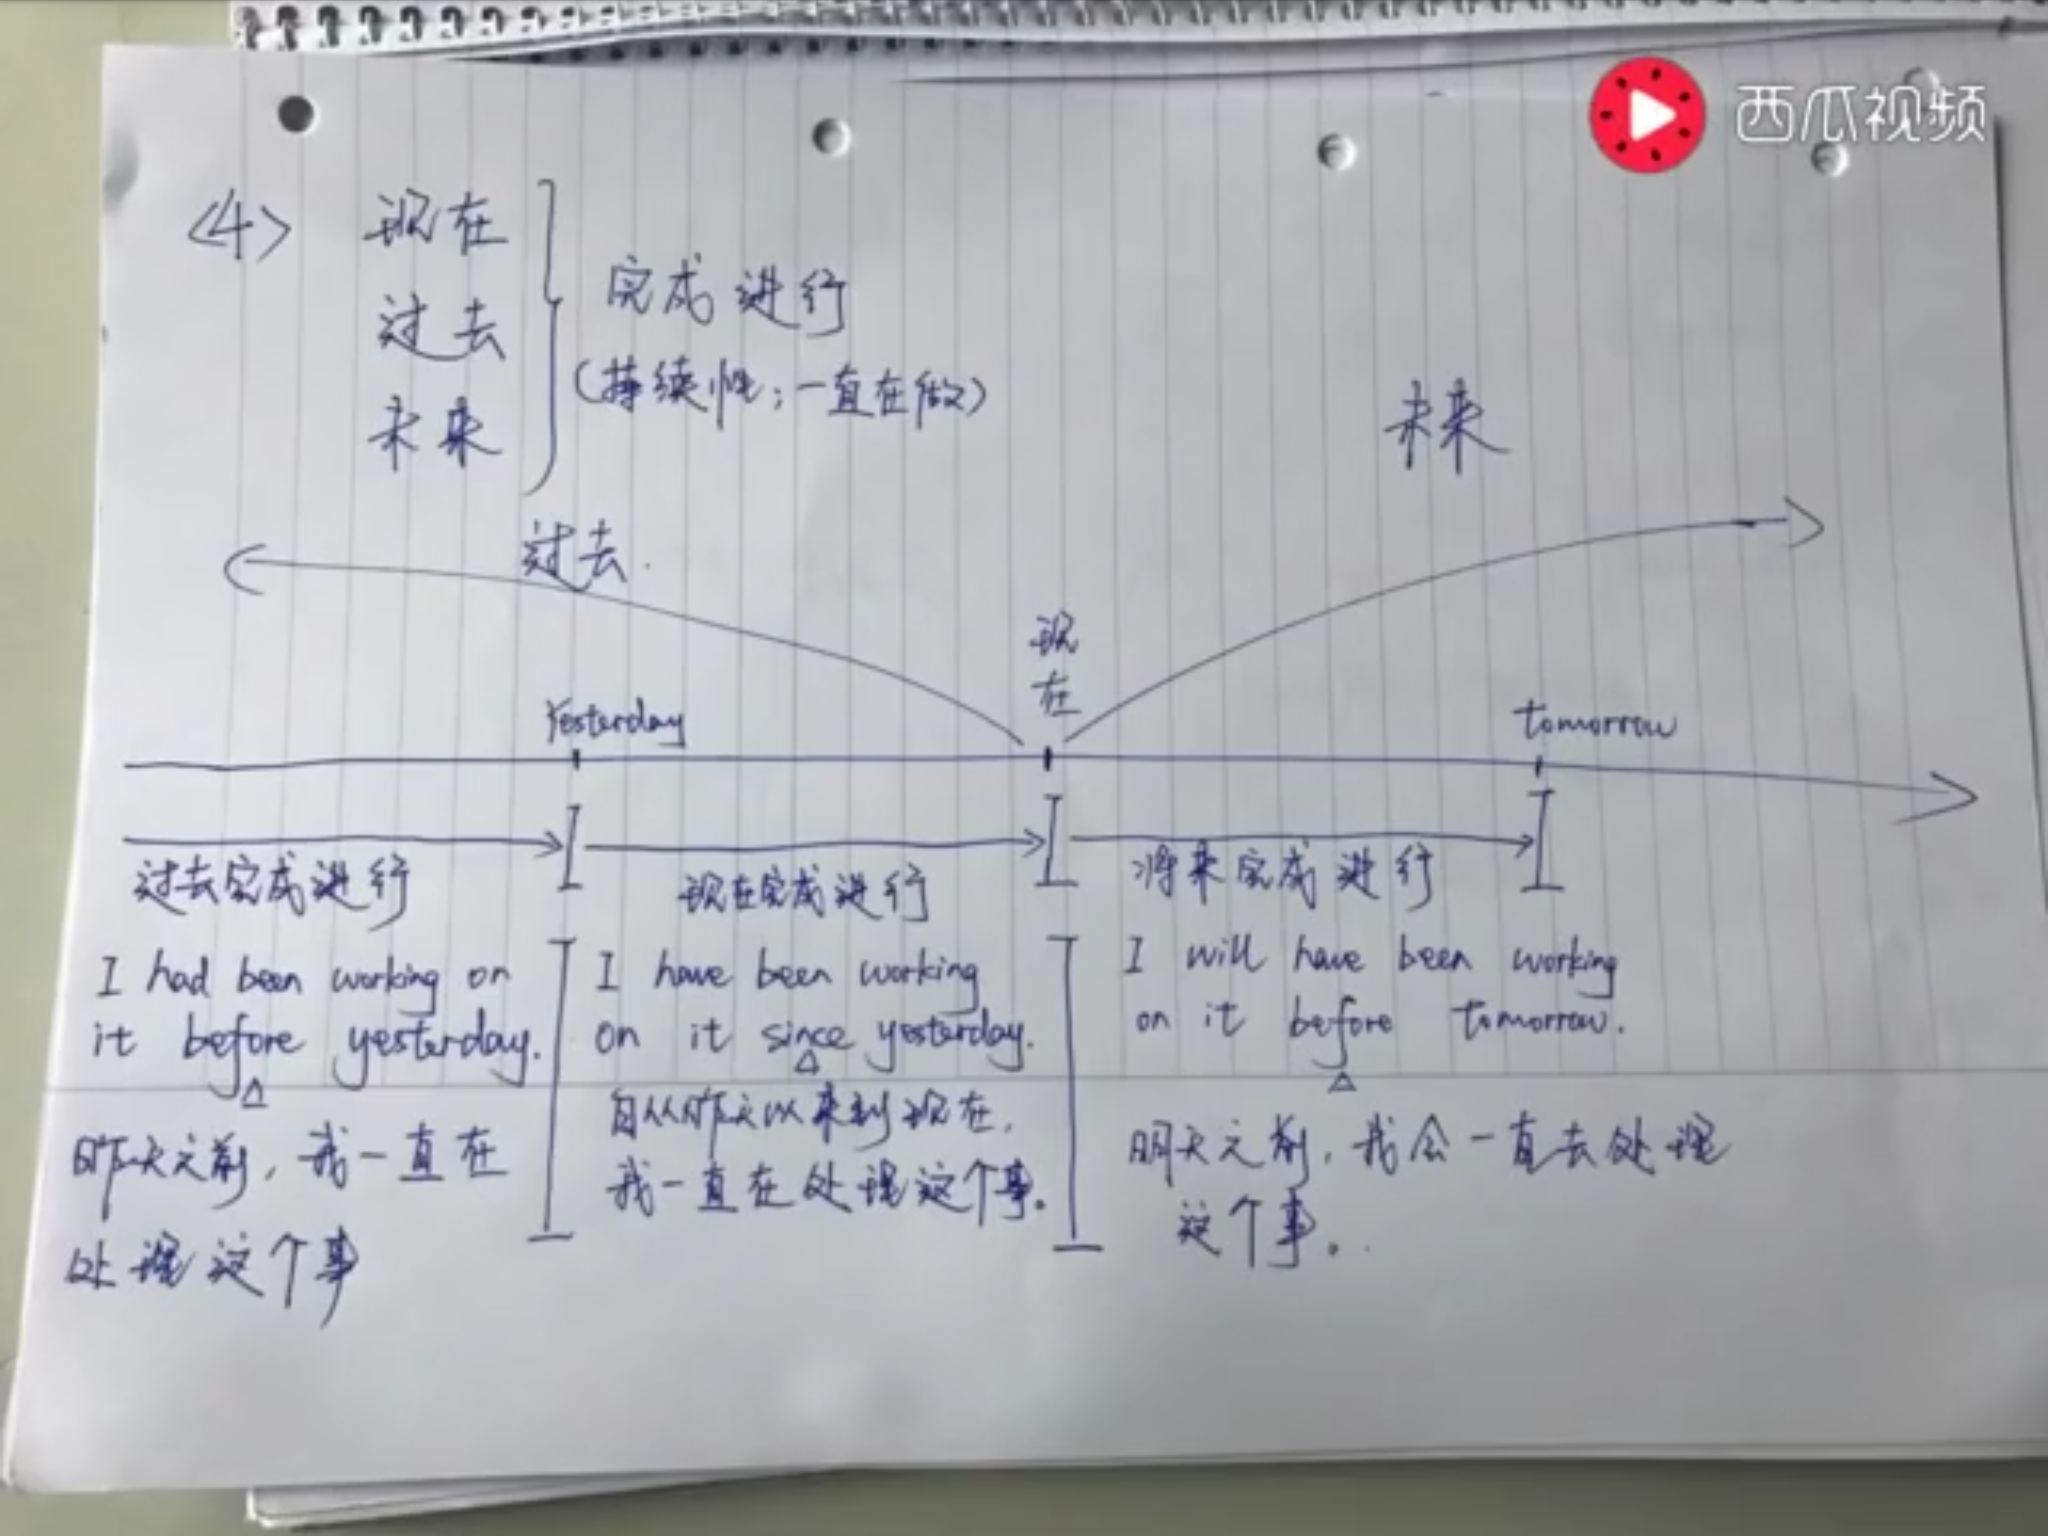 西瓜视频
<4>
现在
过去
未来
完成进行
(持续性;一直在做)
未来
过去.
现
在
Yesterday
tomorrow
过去完成进行
现在完成进行
将来完成进行
I had been working on
it before yesterday.
昨天之前,我一直在
处理这个事
I have been working
on it since yesterday.
自从昨天以来到现在,
我一直在处理这个事。
I will have been working
on it before tomorrow.
明天之前,我会一直去处理
这个事。